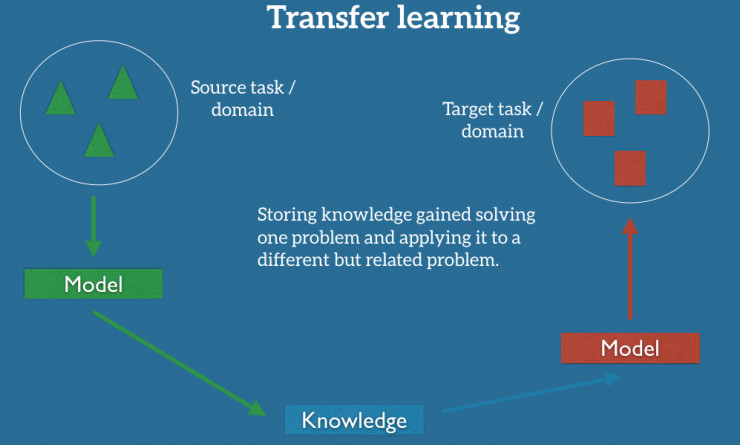 Transfer learning
Source task /
domain
Target task /
domain
Storing knowledge gained solving
one problem and applying it to a
different but related problem.
Model
Model
Knowledge